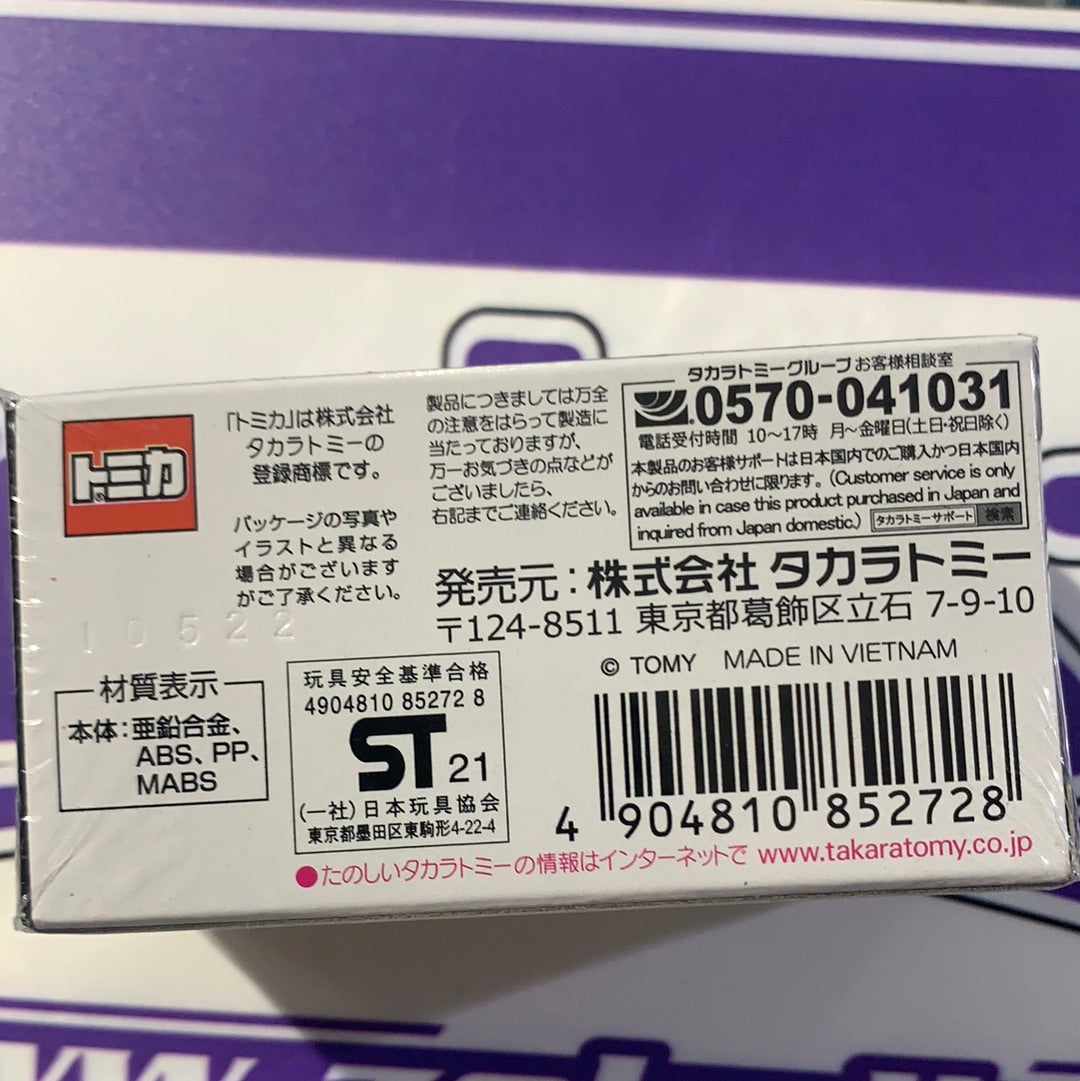 トミカ
「トミカ」は株式会社
タカラトミーの
登録商標です。
パッケージの写真や
イラストと異なる
場合がございます
がご了承ください。
10522
製品につきましては万全
の注意をはらって製造に
当たっておりますが、
万一お気づきの点などが
ございましたら、
右記までご連絡ください。
タカラトミーグループお客様相談室
0570-041031
電話受付時間 10〜17時 月〜金曜日(土日・祝日除く)
本製品のお客様サポートは日本国内でのご購入かつ日本国内
からのお問い合わせに限ります。(Customer service is only
available in case this product purchased in Japan and
inquired from Japan domestic.) タカラトミーサポート 検索
発売元：株式会社 タカラトミー
〒124-8511 東京都葛飾区立石 7-9-10
© TOMY MADE IN VIETNAM
材質表示
本体：亜鉛合金、
ABS、PP、
MABS
玩具安全基準合格
4904810 85272 8
ST 21
(一社)日本玩具協会
東京都墨田区東駒形4-22-4
4 904810 852728
●たのしいタカラトミーの情報はインターネットで www.takaratomy.co.jp